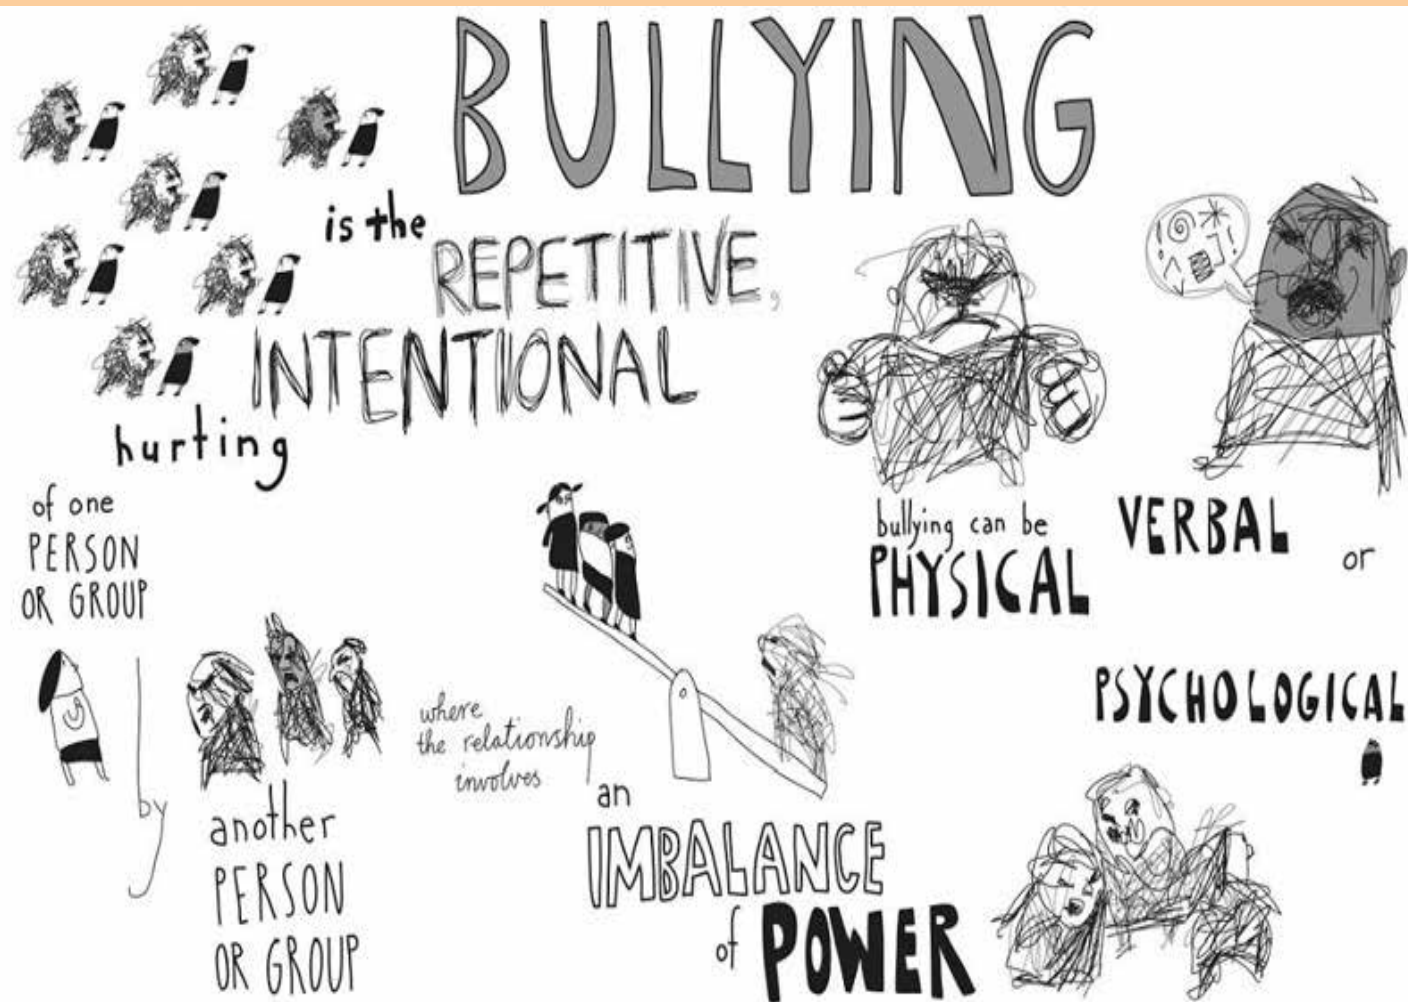 BULLYING
is the
REPETITIVE,
INTENTIONAL
hurting
of one
PERSON
OR GROUP
by
another
PERSON
OR GROUP
where
the relationship
involves
an
IMBALANCE
of POWER
bullying can be
PHYSICAL
VERBAL
or
PSYCHOLOGICAL